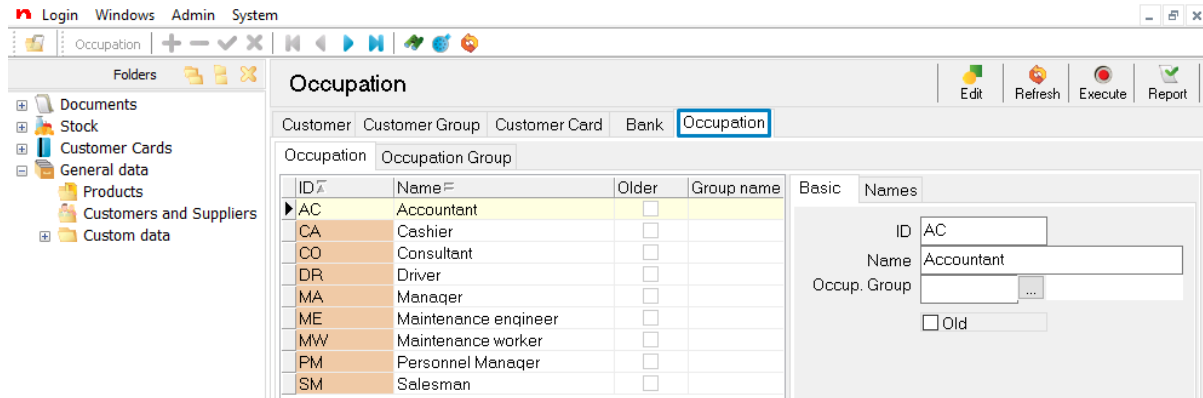 Login Windows Admin System
Occupation
Folders
Documents
Stock
Customer Cards
General data
Products
Customers and Suppliers
Custom data
Occupation
Edit Refresh Execute Report
Customer Customer Group Customer Card Bank Occupation
Occupation Occupation Group
ID Name Older Group name
AC Accountant
CA Cashier
CO Consultant
DR Driver
MA Manager
ME Maintenance engineer
MW Maintenance worker
PM Personnel Manager
SM Salesman
Basic Names
ID AC
Name Accountant
Occup. Group ...
Old